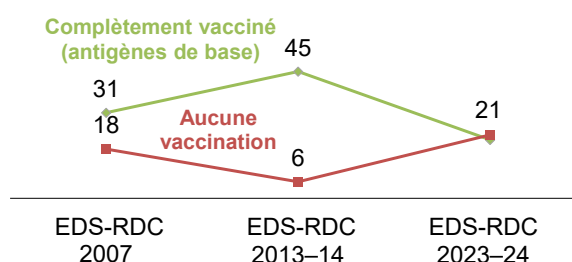 Complètement vacciné
(antigènes de base)
45
31
18
Aucune
vaccination
6
21
EDS-RDC
2007
EDS-RDC
2013–14
EDS-RDC
2023–24